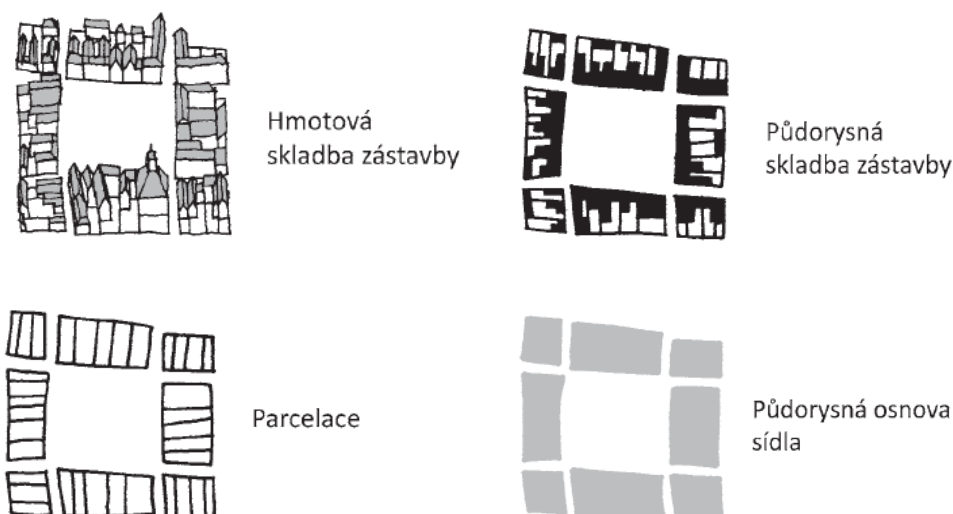 Hmotová
skladba zástavby
Půdorysná
skladba zástavby
Parcelace
Půdorysná osnova
sídla